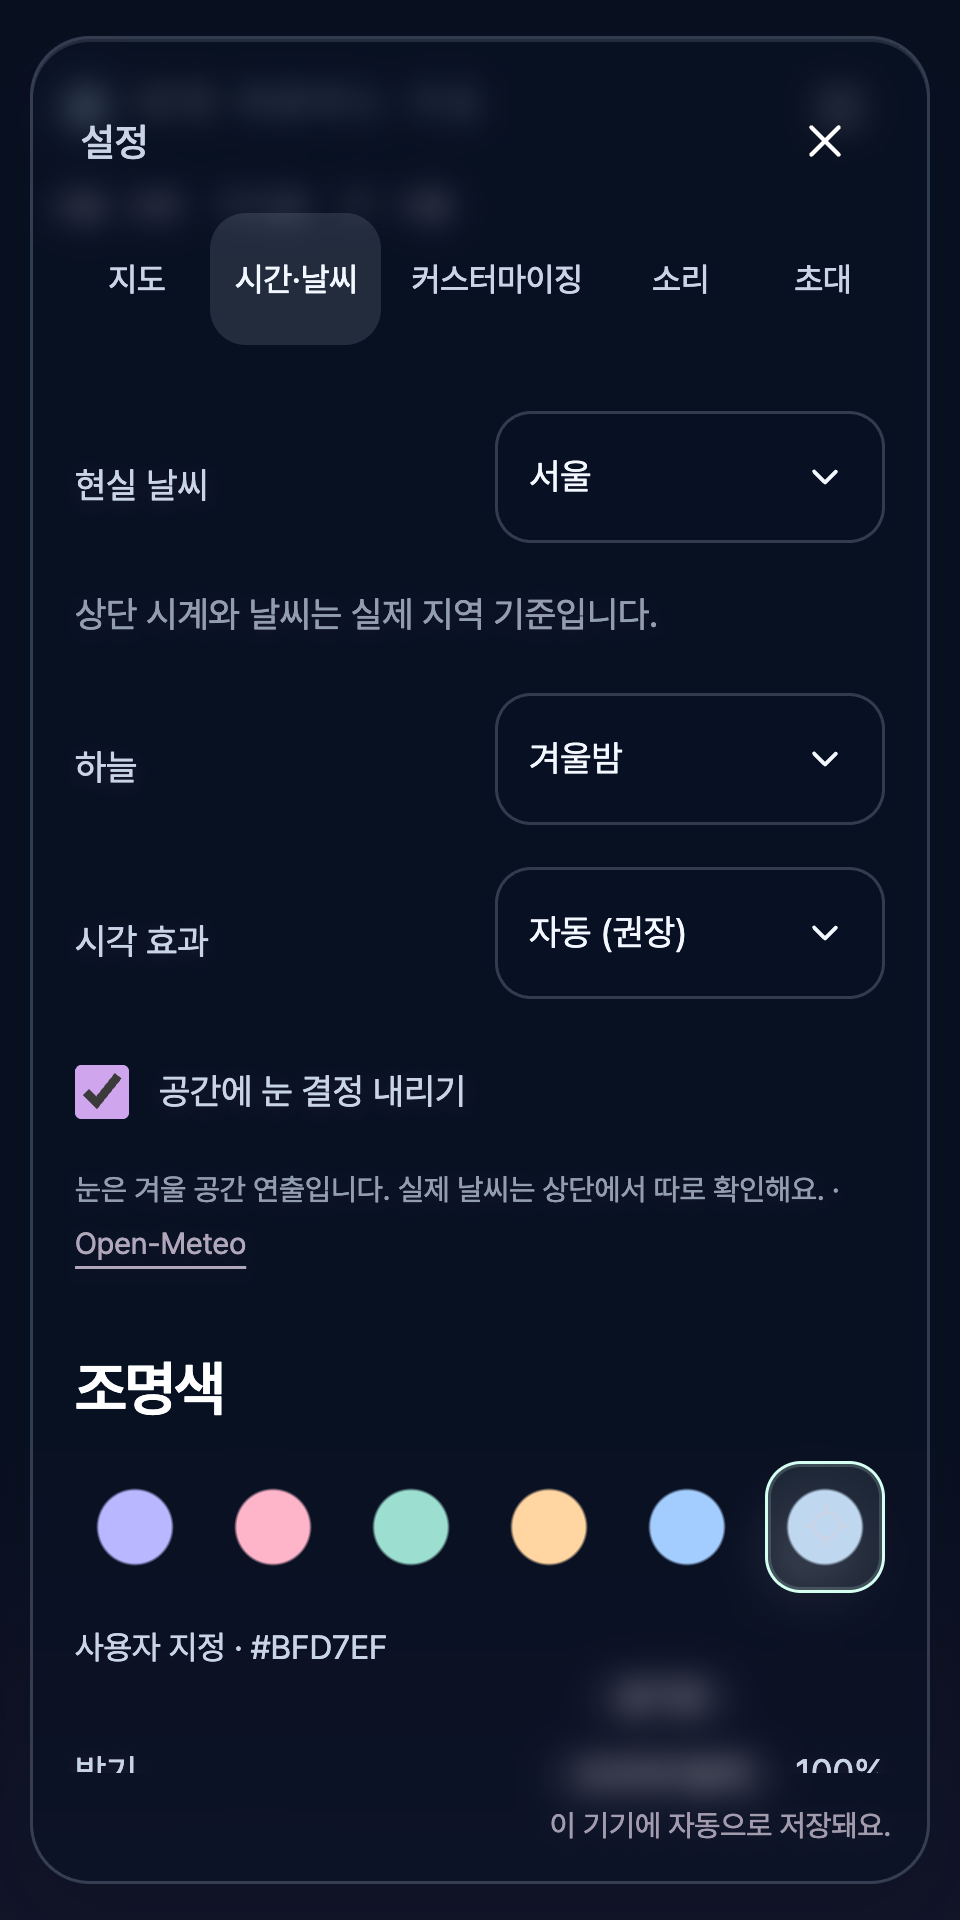 설정
지도 시간·날씨 커스터마이징 소리 초대
현실 날씨 서울
상단 시계와 날씨는 실제 지역 기준입니다.
하늘 겨울밤
시각 효과 자동 (권장)
공간에 눈 결정 내리기
눈은 겨울 공간 연출입니다. 실제 날씨는 상단에서 따로 확인해요. ·
Open-Meteo
조명색
사용자 지정 · #BFD7EF
밝기 100%
이 기기에 자동으로 저장돼요.